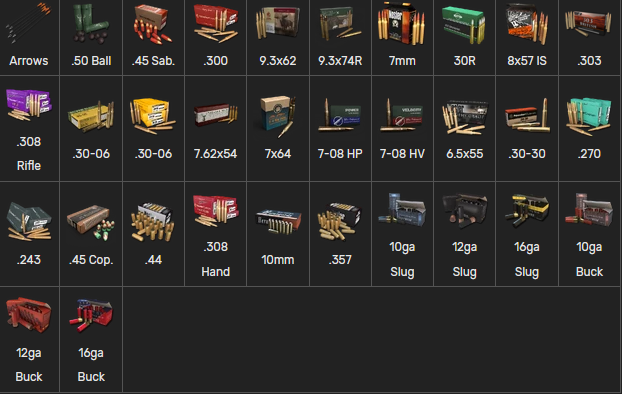 Arrows
.50 Ball
.45 Sab.
.300
9.3x62
9.3x74R
7mm
30R
8x57 IS
.303
.308
Rifle
.30-06
.30-06
7.62x54
7x64
7-08 HP
7-08 HV
6.5x55
.30-30
.270
.243
.45 Cop.
.44
.308
Hand
10mm
.357
10ga
Slug
12ga
Slug
16ga
Slug
10ga
Buck
12ga
Buck
16ga
Buck